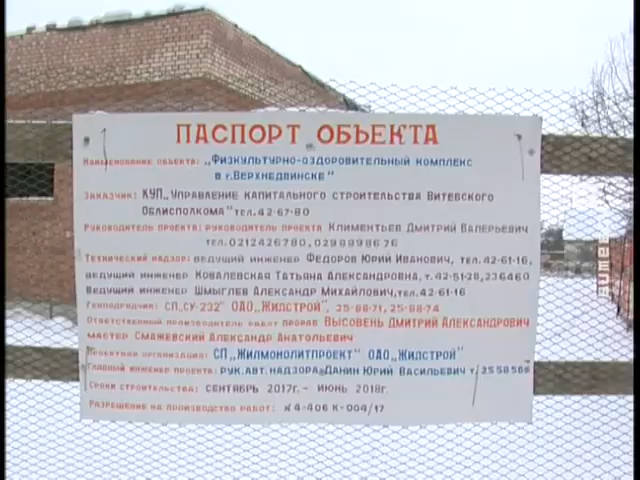 ПАСПОРТ ОБЪЕКТА
Наименование объекта: „Физкультурно-оздоровительный комплекс
в г. Верхнедвинске"
Заказчик: КУП„Управление капитального строительства Витебского
Облисполкома" тел. 42-67-80
Руководитель проекта: руководитель проекта Климентьев Дмитрий Валерьевич
тел. 0212426780, 029898676
Технический надзор: ведущий инженер Федоров Юрий Иванович, тел. 42-61-16,
ведущий инженер Ковалевская Татьяна Александровна, т. 42-51-28, 236460
Ведущий инженер Шмыглев Александр Михайлович, тел. 42-61-16
Генподрядчик: СП„СУ-232" ОАО„Жилстрой", 25-88-71, 25-88-74
Ответственный производитель работ прораб Высовень Дмитрий Александрович
мастер Смажевский Александр Анатольевич
Проектная организация: СП„Жилмонолитпроект" ОАО„Жилстрой"
Главный инженер проекта: рук. авт. надзора Данин Юрий Васильевич т/ 255856
Сроки строительства: сентябрь 2017г. – июнь 2018г.
Разрешение на производство работ: №4-406 К-004/17